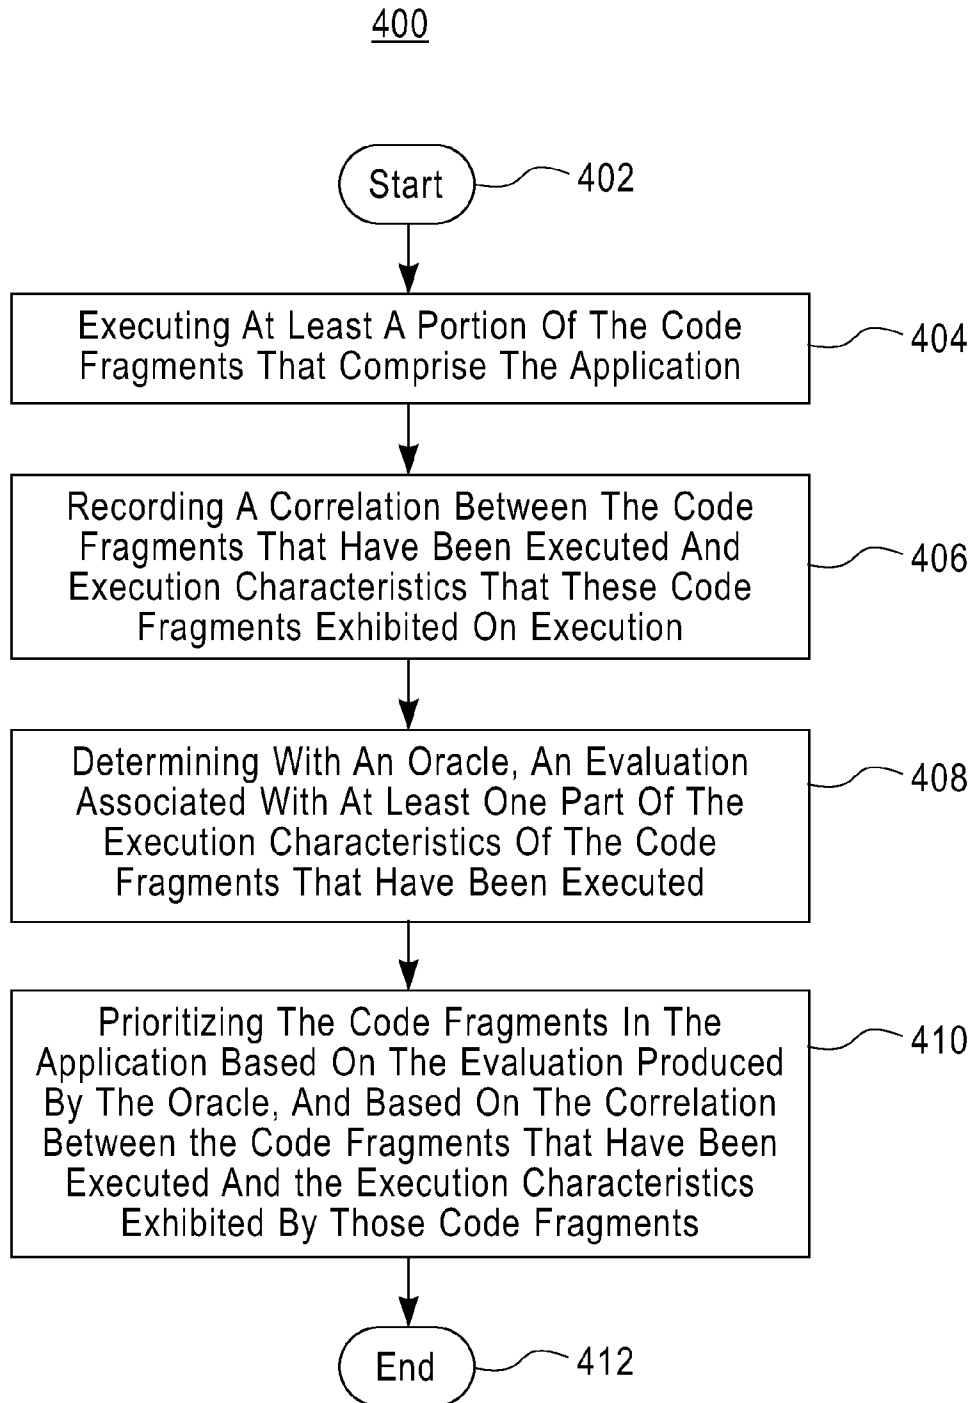 400
Start
402
Executing At Least A Portion Of The Code
Fragments That Comprise The Application
404
Recording A Correlation Between The Code
Fragments That Have Been Executed And
Execution Characteristics That These Code
Fragments Exhibited On Execution
406
Determining With An Oracle, An Evaluation
Associated With At Least One Part Of The
Execution Characteristics Of The Code
Fragments That Have Been Executed
408
Prioritizing The Code Fragments In The
Application Based On The Evaluation Produced
By The Oracle, And Based On The Correlation
Between the Code Fragments That Have Been
Executed And the Execution Characteristics
Exhibited By Those Code Fragments
410
End
412